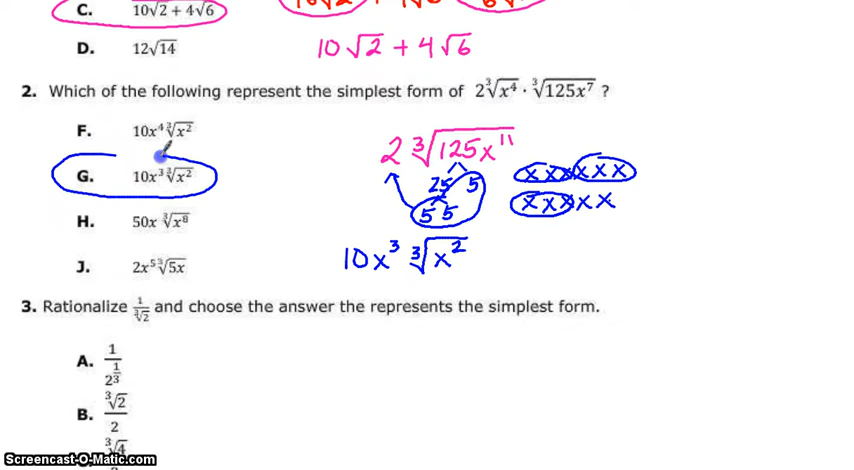 C. 10√2 + 4√6
D. 12√14
10√2 + 4√6
2. Which of the following represent the simplest form of 2∛x⁴ · ∛125x⁷ ?
F. 10x⁴∛x²
G. 10x³∛x²
H. 50x ∛x⁸
J. 2x⁵∛5x
2 ∛125x¹¹
25 5
5 5
x x x x x x
x x x x x
10x³ ∛x²
3. Rationalize 1/∛2 and choose the answer the represents the simplest form.
A. 1/2^(1/3)
B. ∛2/2
∛4
Screencast-O-Matic.com